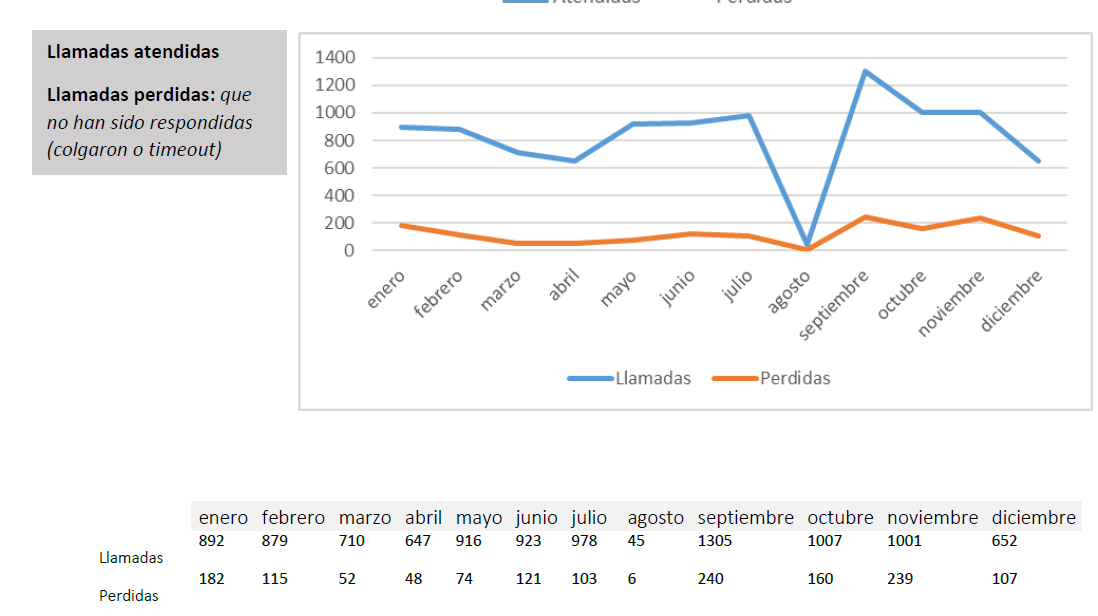 Atendidas Perdidas
Llamadas atendidas
Llamadas perdidas: que
no han sido respondidas
(colgaron o timeout)
1400
1200
1000
800
600
400
200
0
enero febrero marzo abril mayo junio julio agosto septiembre octubre noviembre diciembre
Llamadas Perdidas
enero febrero marzo abril mayo junio julio agosto septiembre octubre noviembre diciembre
Llamadas 892 879 710 647 916 923 978 45 1305 1007 1001 652
Perdidas 182 115 52 48 74 121 103 6 240 160 239 107